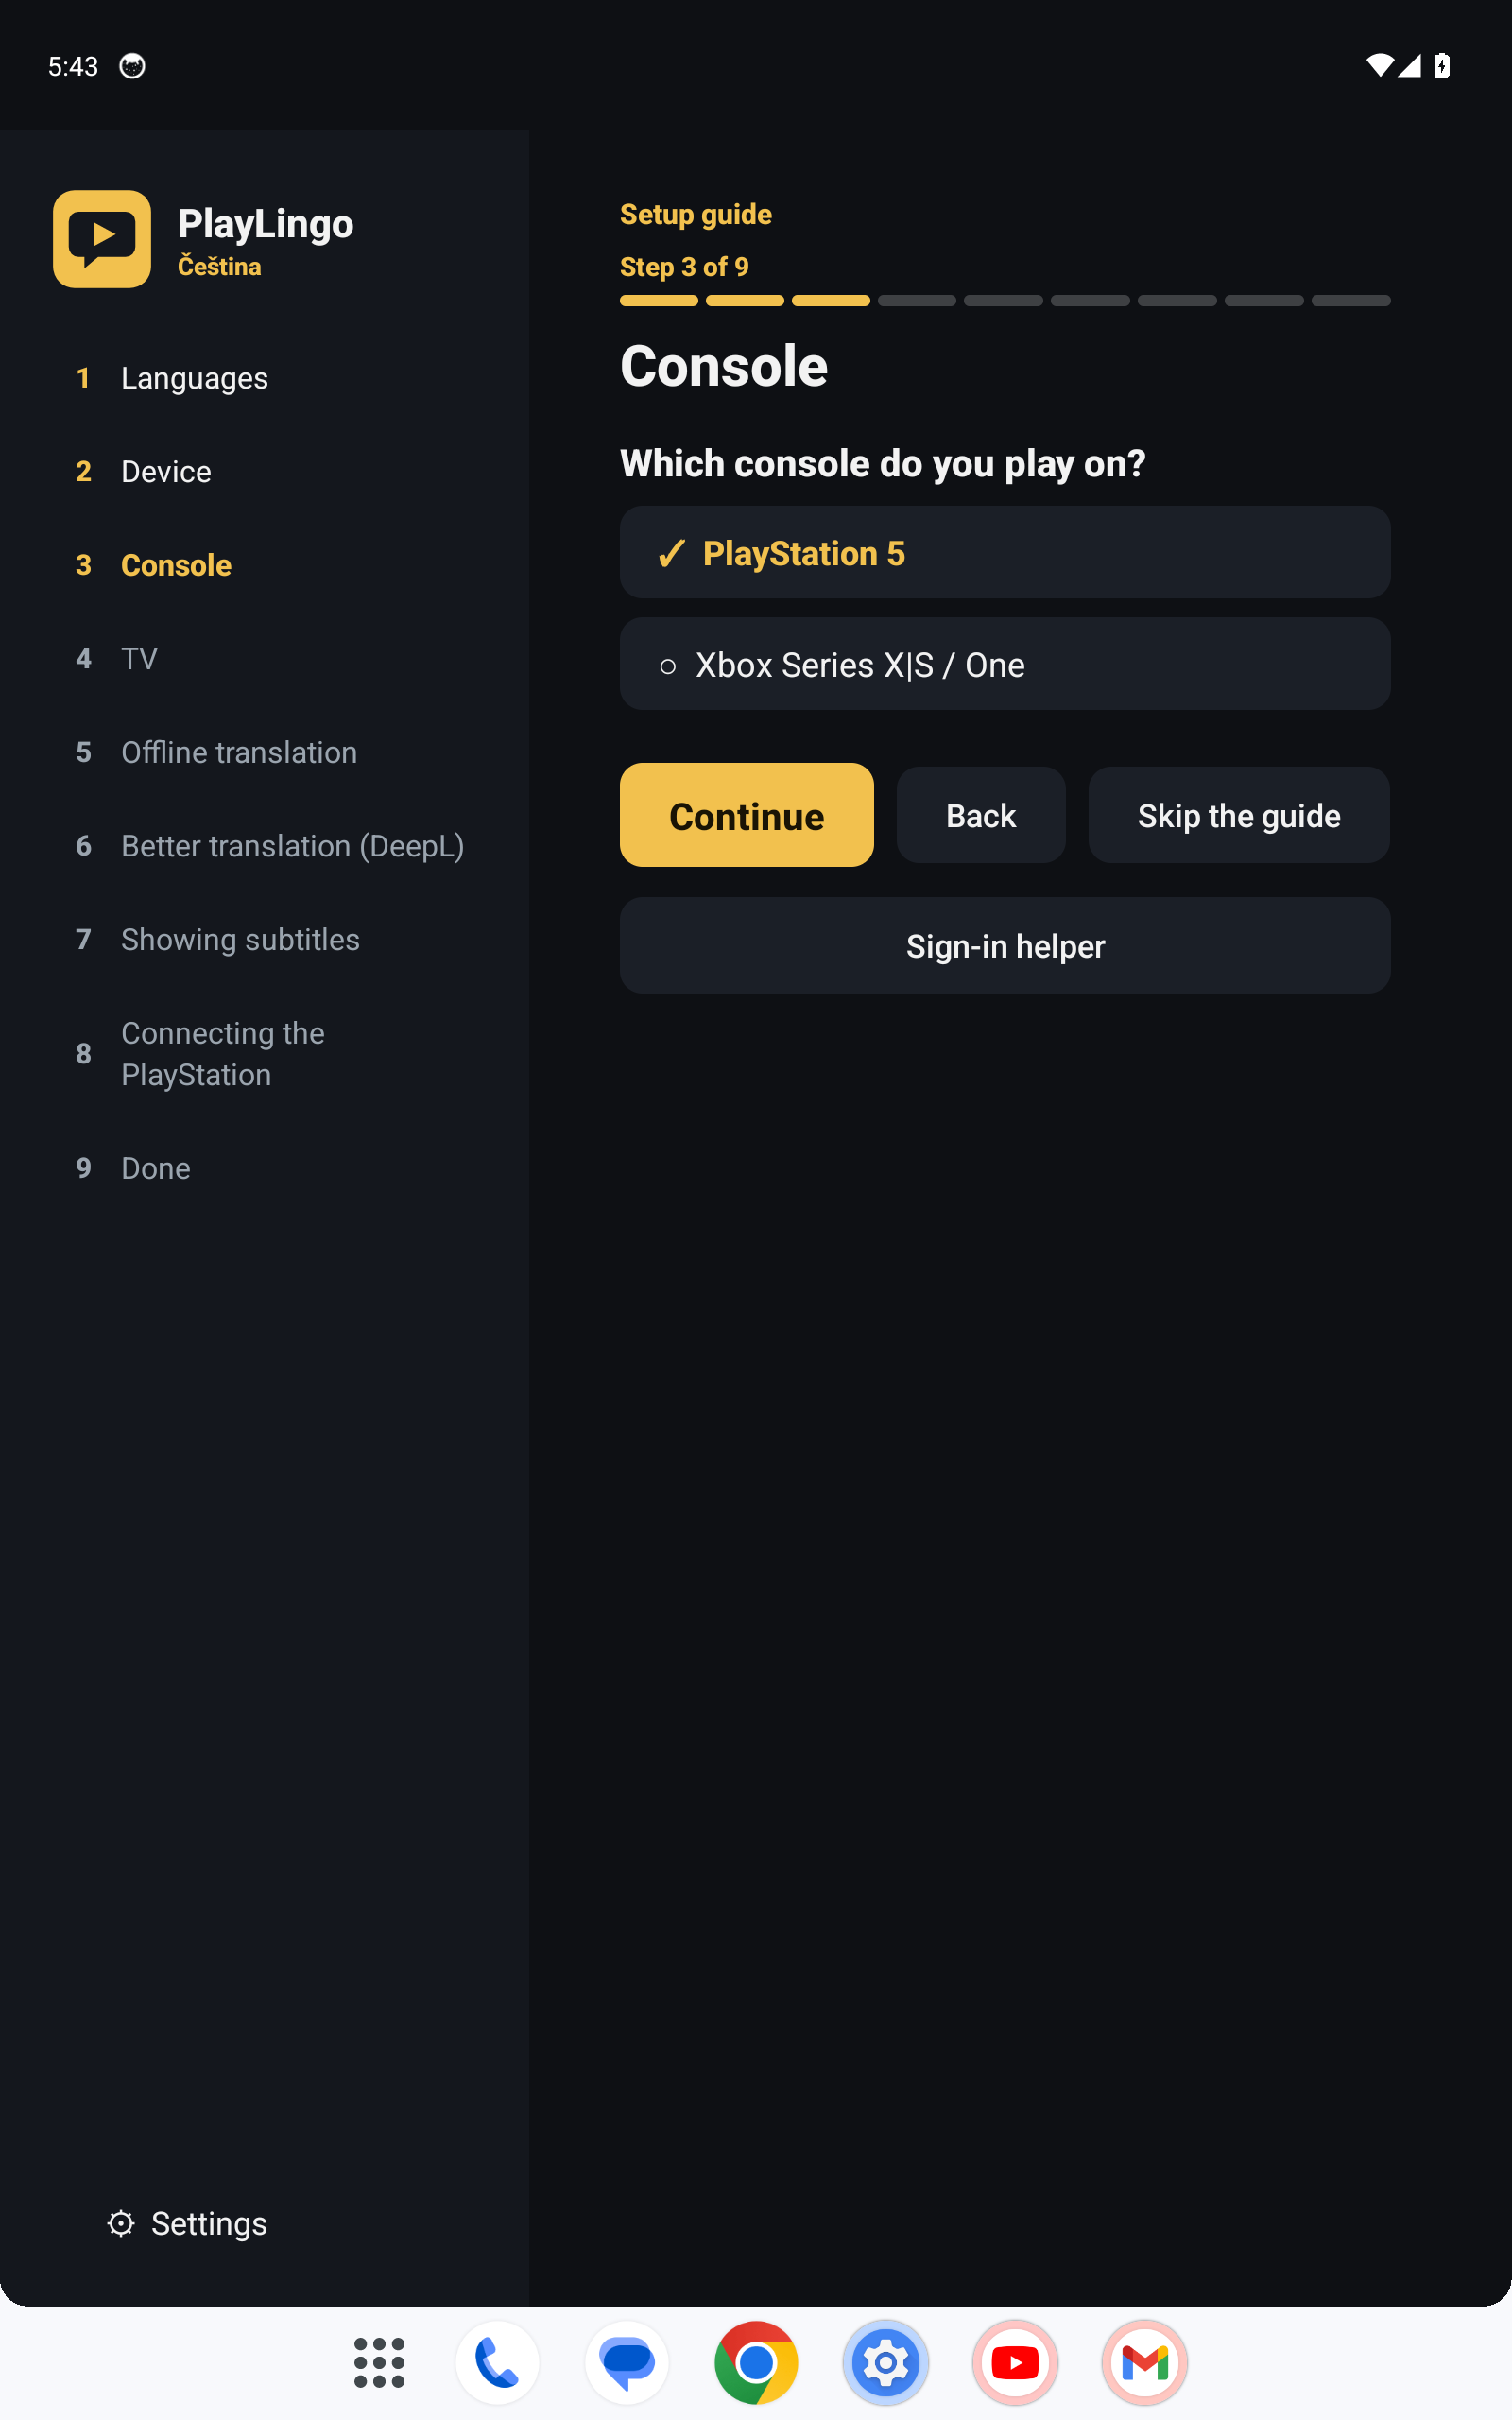 5:43
PlayLingo
Čeština
1 Languages
2 Device
3 Console
4 TV
5 Offline translation
6 Better translation (DeepL)
7 Showing subtitles
8 Connecting the
PlayStation
9 Done
Settings
Setup guide
Step 3 of 9
Console
Which console do you play on?
✓ PlayStation 5
○ Xbox Series X|S / One
Continue
Back
Skip the guide
Sign-in helper